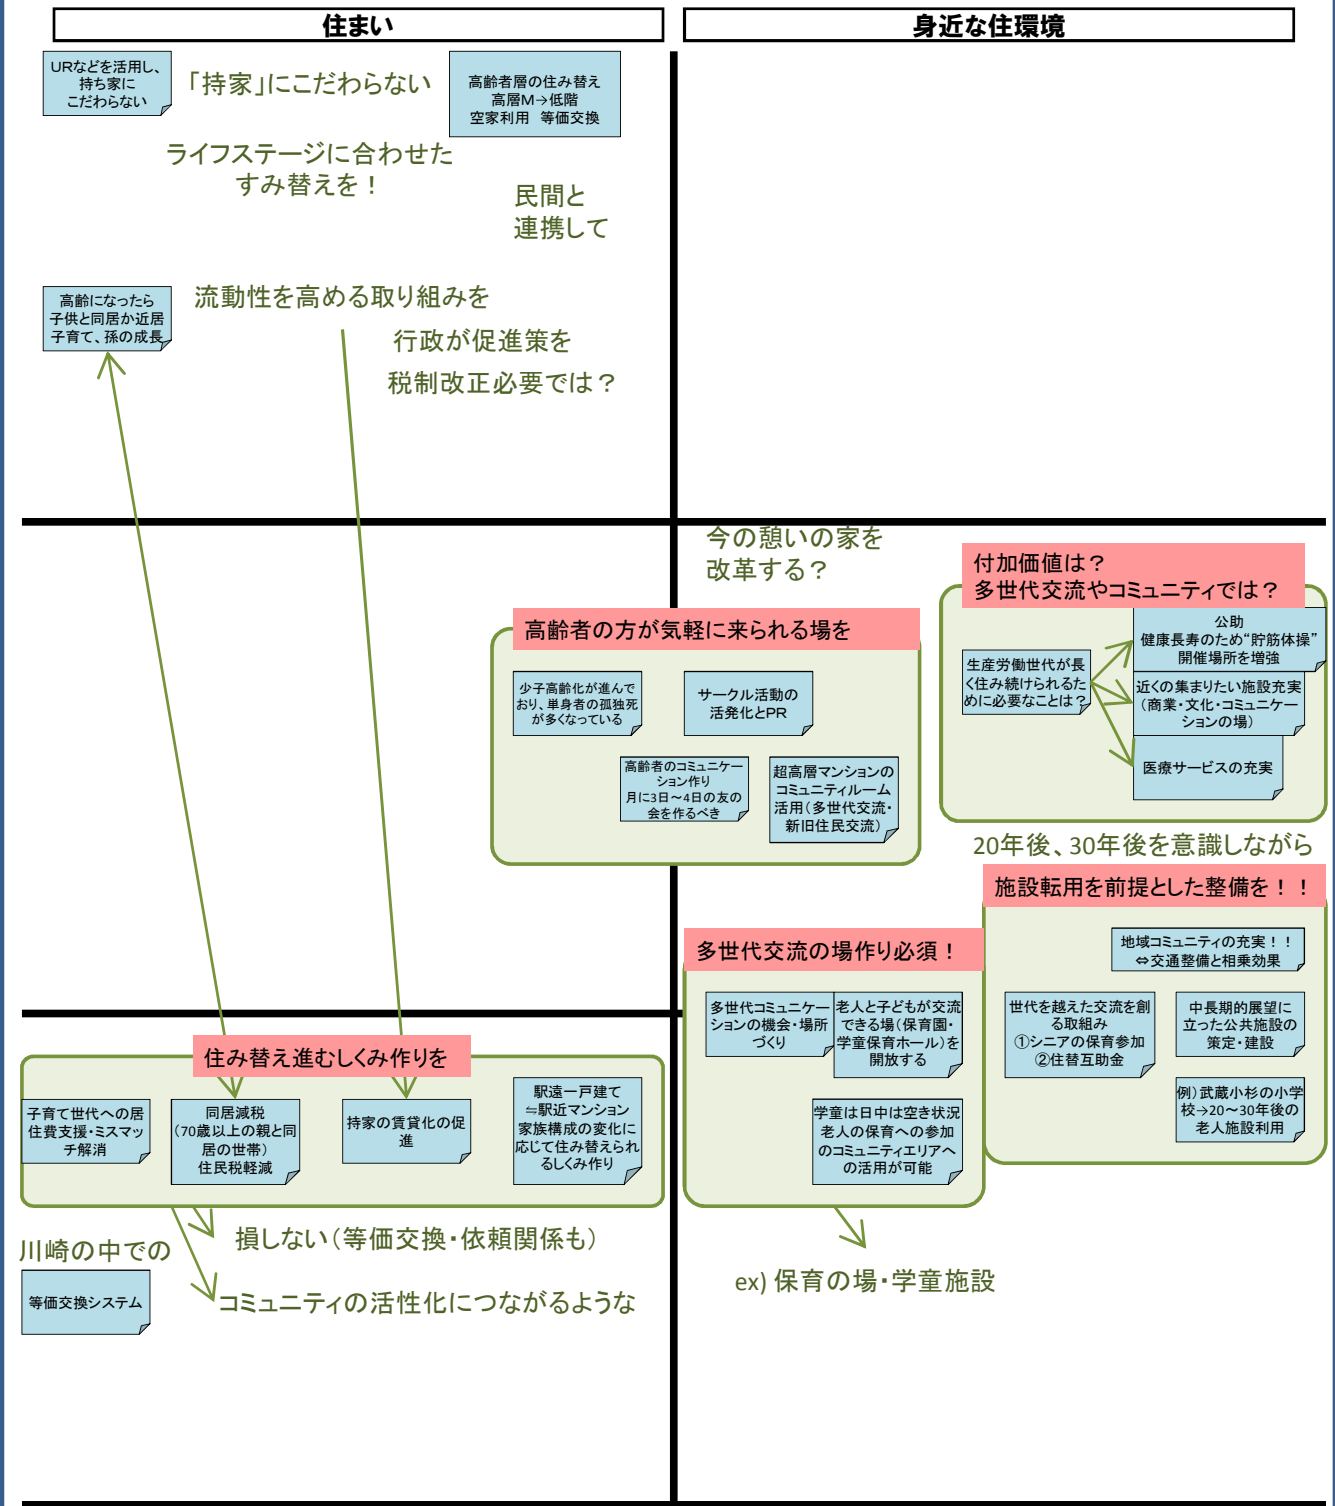 住まい
身近な住環境
URなどを活用し、
持ち家に
こだわらない
「持家」にこだわらない
高齢者層の住み替え
高層M→低階
空家利用 等価交換
ライフステージに合わせた
すみ替えを！
民間と
連携して
高齢になったら
子供と同居か近居
子育て、孫の成長
流動性を高める取り組みを
行政が促進策を
税制改正必要では？
今の憩いの家を
改革する？
高齢者の方が気軽に来られる場を
少子高齢化が進んで
おり、単身者の孤独死
が多くなっている
サークル活動の
活発化とPR
高齢者のコミュニケー
ション作り
月に3日～4日の友の
会を作るべき
超高層マンションの
コミュニティルーム
活用（多世代交流・
新旧住民交流）
付加価値は？
多世代交流やコミュニティでは？
生産労働世代が長
く住み続けられるた
めに必要なことは？
公助
健康長寿のため“貯筋体操”
開催場所を増強
近くの集まりたい施設充実
（商業・文化・コミュニケー
ションの場）
医療サービスの充実
20年後、30年後を意識しながら
施設転用を前提とした整備を！！
地域コミュニティの充実！！
⇔交通整備と相乗効果
世代を越えた交流を創
る取組み
①シニアの保育参加
②住替互助金
中長期的展望に
立った公共施設の
策定・建設
例）武蔵小杉の小学
校→20～30年後の
老人施設利用
多世代交流の場作り必須！
多世代コミュニケー
ションの機会・場所
づくり
老人と子どもが交流
できる場（保育園・
学童保育ホール）を
開放する
学童は日中は空き状況
老人の保育への参加
のコミュニティエリアへ
の活用が可能
ex) 保育の場・学童施設
住み替え進むしくみ作りを
子育て世代への居
住費支援・ミスマッ
チ解消
同居減税
（70歳以上の親と同
居の世帯）
住民税軽減
持家の賃貸化の促
進
駅遠一戸建て
≒駅近マンション
家族構成の変化に
応じて住み替えられ
るしくみ作り
損しない（等価交換・依頼関係も）
川崎の中での
等価交換システム
コミュニティの活性化につながるような